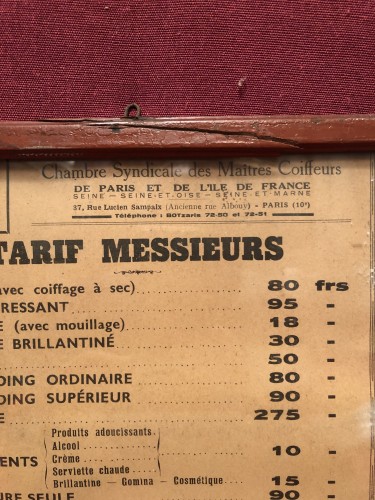 Chambre Syndicale des Maîtres Coiffeurs
DE PARIS ET DE L'ILE DE FRANCE
SEINE — SEINE-ET-OISE — SEINE-ET-MARNE
37, Rue Lucien Sampaix (Ancienne rue Albouy) - PARIS (10e)
Téléphone : BOTzaris 72-50 et 72-51
TARIF MESSIEURS
avec coiffage à sec) 80 frs
RESSANT 95 -
E (avec mouillage) 18 -
E BRILLANTINÉ 30 -
50 -
DING ORDINAIRE 80 -
DING SUPÉRIEUR 90 -
E 275 -
Produits adoucissants
Alcool
ENTS Crème 10 -
Serviette chaude
Brillantine - Gomina - Cosmétique 15 -
URE SEULE 90 -